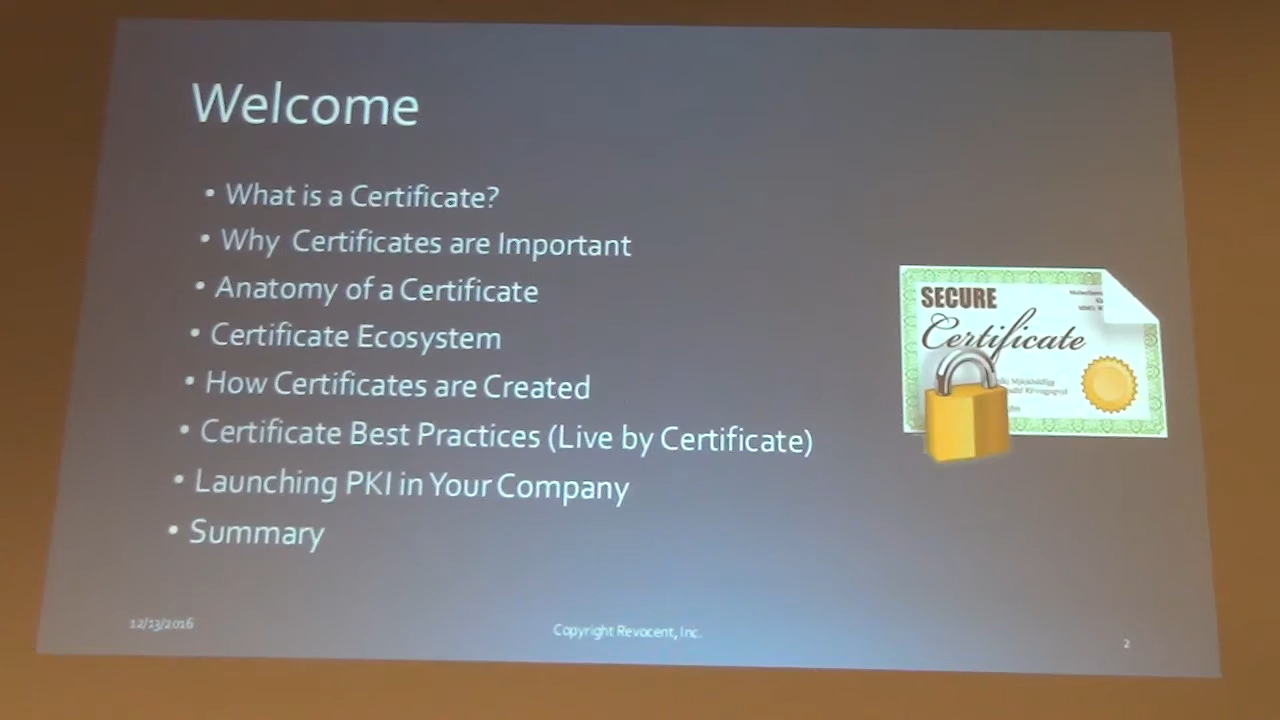 Welcome
• What is a Certificate?
• Why Certificates are Important
• Anatomy of a Certificate
• Certificate Ecosystem
• How Certificates are Created
• Certificate Best Practices (Live by Certificate)
• Launching PKI in Your Company
• Summary
SECURE
Certificate
12/13/2016
Copyright Revocent, Inc.
2